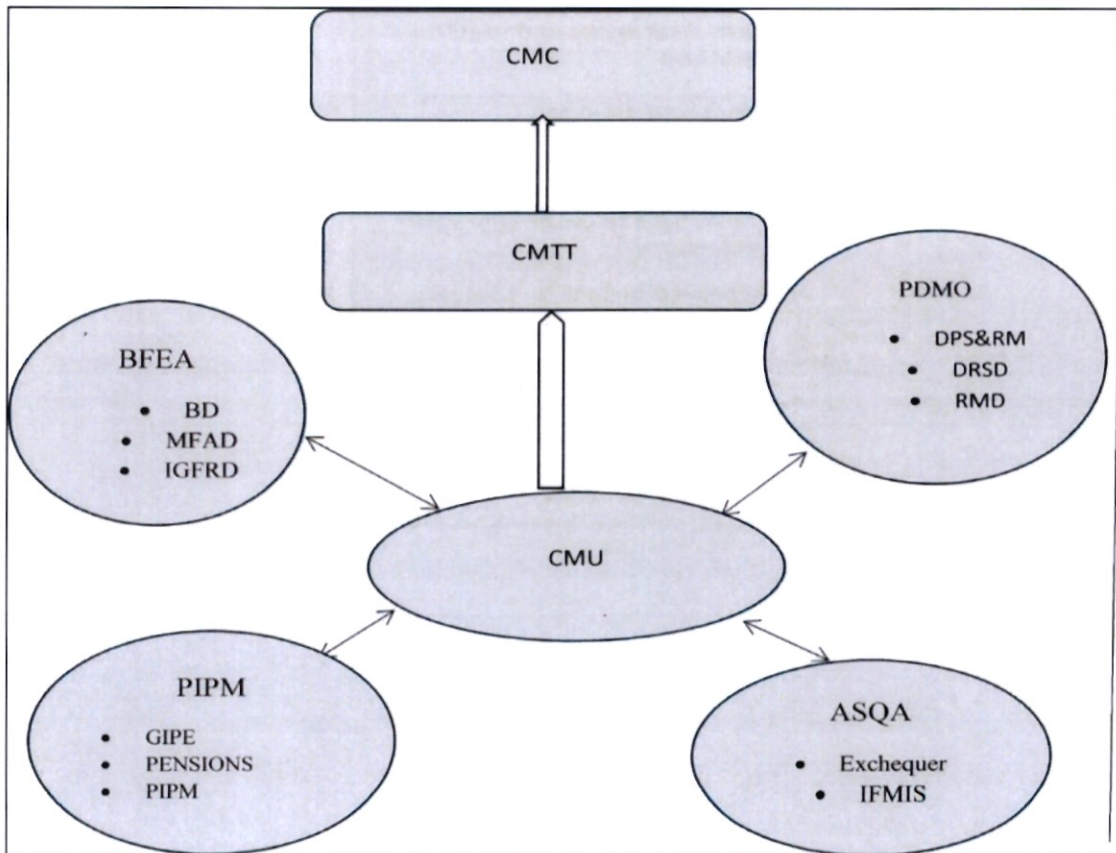 CMC
CMTT
PDMO
• DPS&RM
• DRSD
• RMD
BFEA
• BD
• MFAD
• IGFRD
CMU
PIPM
• GIPE
• PENSIONS
• PIPM
ASQA
• Exchequer
• IFMIS